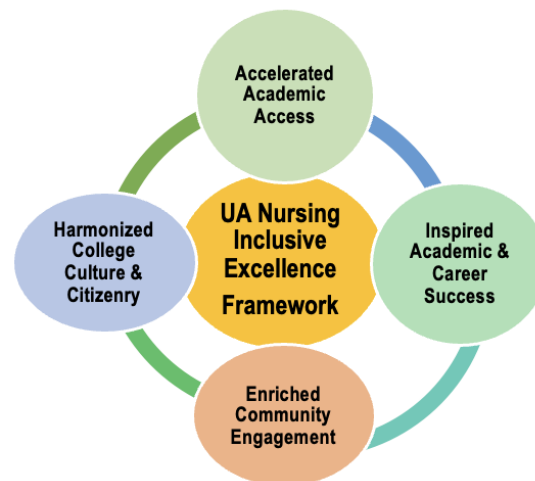 Accelerated
Academic
Access
Harmonized
College
Culture &
Citizenry
UA Nursing
Inclusive
Excellence
Framework
Inspired
Academic &
Career
Success
Enriched
Community
Engagement